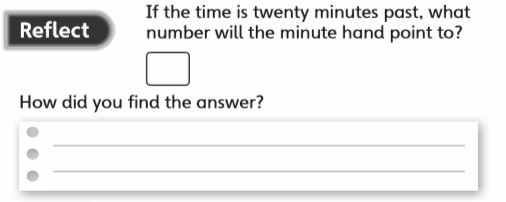 If the time is twenty minutes past, what
Reflect number will the minute hand point to?
How did you find the answer?